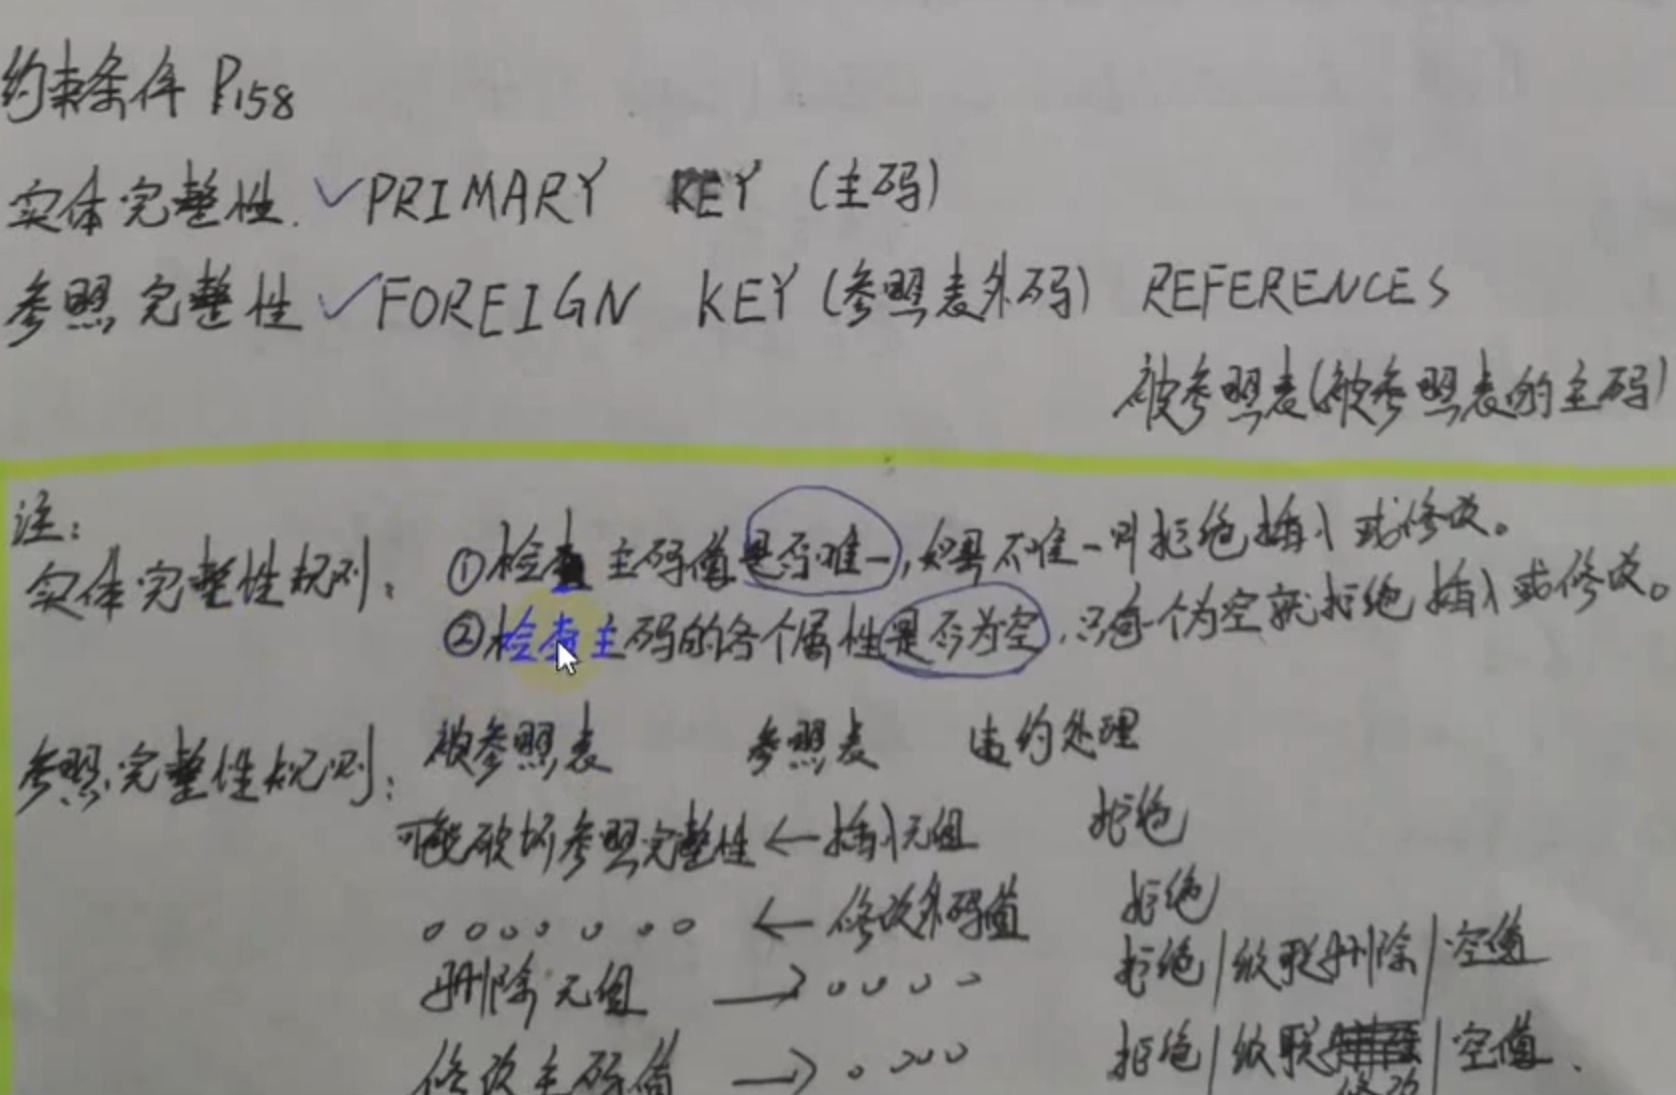 约束条件 P158
实体完整性. ✓PRIMARY KEY (主码)
参照完整性 ✓FOREIGN KEY (参照表外码) REFERENCES
被参照表(被参照表的主码)
注:
实体完整性规则: ①检查主码值是否唯一,如果不唯一则拒绝插入或修改。
②检查主码的各个属性是否为空,只有一个为空就拒绝插入或修改。
参照完整性规则: 被参照表 参照表 违约处理
可能破坏参照完整性 ← 插入元组 拒绝
。。。。。。。 ← 修改外码值 拒绝
删除元组 → 。。。。 拒绝|级联删除|空值
修改主码值 → 。。。。 拒绝|级联修改|空值.